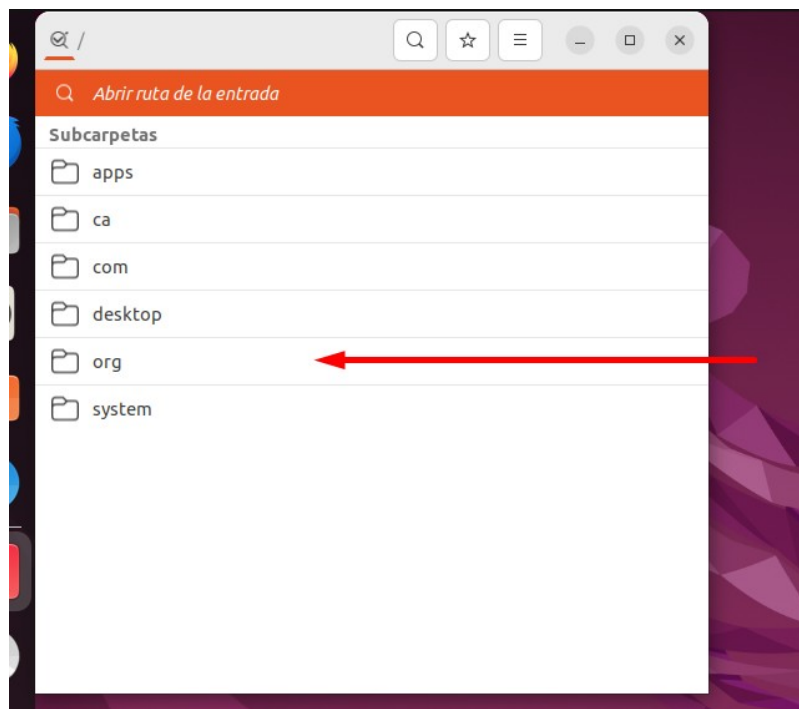 /
Abrir ruta de la entrada
Subcarpetas
apps
ca
com
desktop
org
system